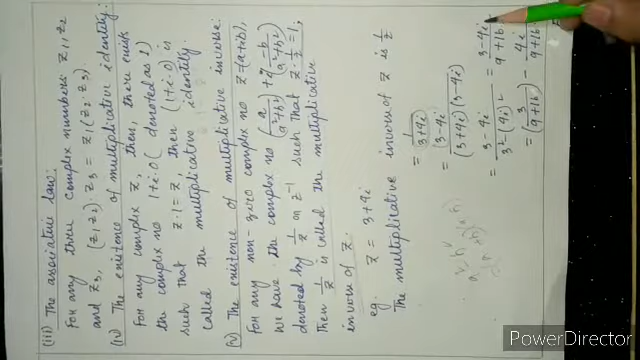 (iii) The associative law:
For any three complex numbers z₁, z₂
and z₃, (z₁z₂)·z₃ = z₁(z₂·z₃).
(iv) The existence of multiplicative identity:
For any complex z, then, there exists
the complex no 1+i·0 (denoted as 1)
such that z·1 = z, then (1+i·0) is
called the multiplicative identity.
(v) The existence of multiplicative inverse:
For any non-zero complex no z=(a+ib),
we have the complex no (a/(a²+b²)) + i(-b/(a²+b²))
denoted by 1/z or z⁻¹ such that z·1/z = 1,
then 1/z is called the multiplicative
inverse of z.
eg. z = 3+4i
The multiplicative inverse of z is 1/z
= 1/(3+4i)
= (3-4i)/((3+4i)(3-4i))
= (3-4i)/(3²-(4i)²) = (3-4i)/(9+16)
= (3/(9+16)) - 4i/(9+16)
PowerDirector